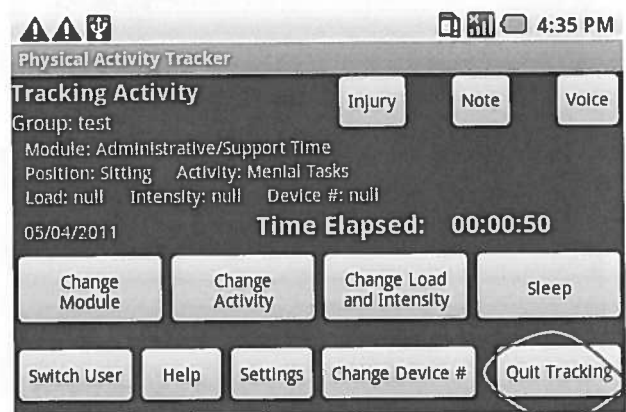 4:35 PM
Physical Activity Tracker
Tracking Activity Injury Note Voice
Group: test
Module: Administrative/Support Time
Position: Sitting Activity: Mental Tasks
Load: null Intensity: null Device #: null
05/04/2011 Time Elapsed: 00:00:50
Change Module
Change Activity
Change Load and Intensity
Sleep
Switch User Help Settings Change Device # Quit Tracking